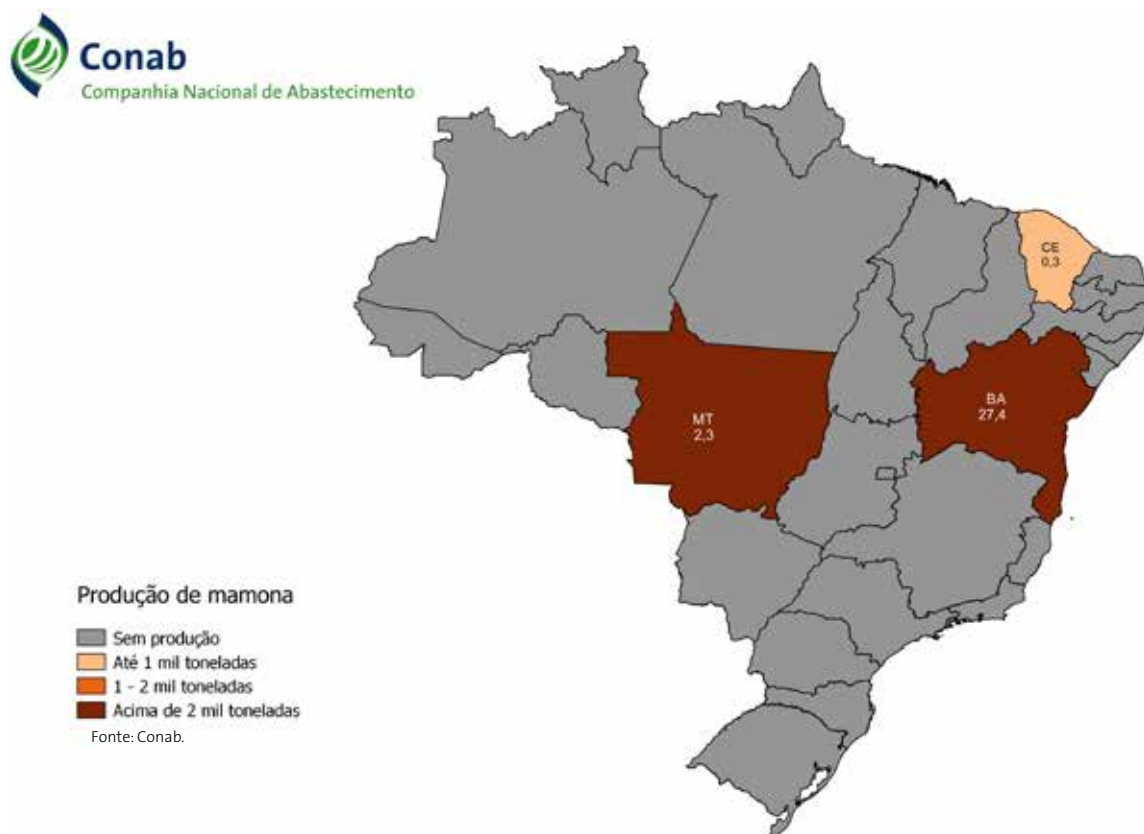 Conab
Companhia Nacional de Abastecimento
CE
0,3
BA
27,4
MT
2,3
Produção de mamona
Sem produção
Até 1 mil toneladas
1 - 2 mil toneladas
Acima de 2 mil toneladas
Fonte: Conab.